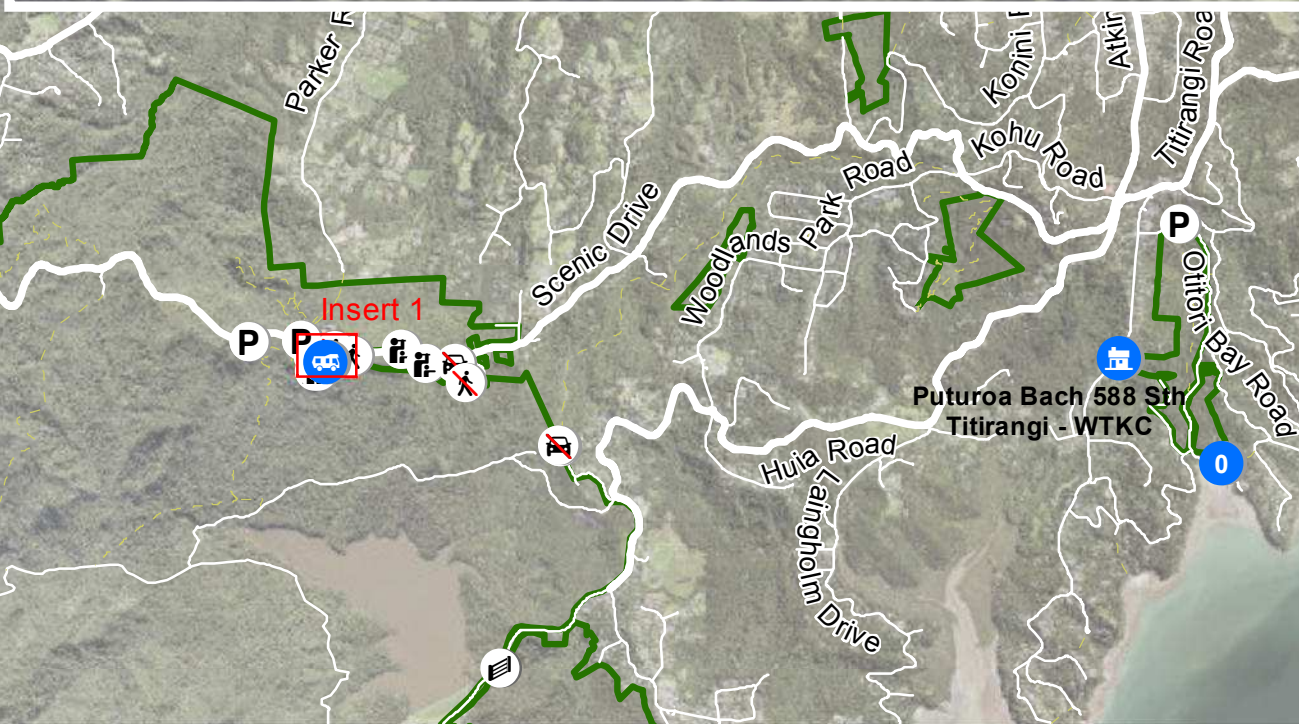 Parker R
Konini
Atkin
Titirangi Roa
Kohu Road
Woodlands Park Road
Scenic Drive
P
Otitori Bay Road
Insert 1
P
P
Puturoa Bach 588 Sth
Titirangi - WTKC
Huia Road
0
Laingholm Drive